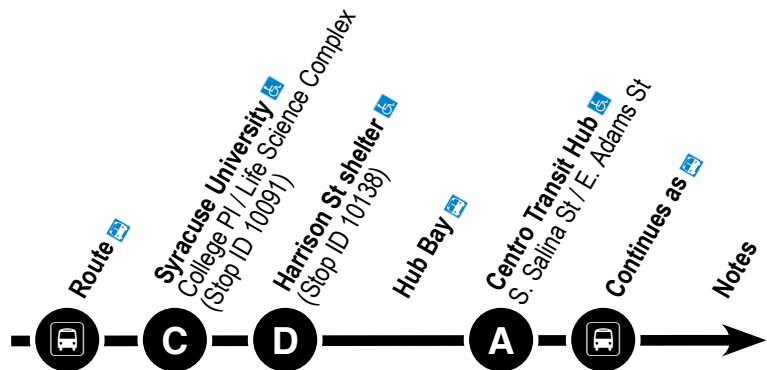 Route
Syracuse University
College Pl / Life Science Complex
(Stop ID 10091)
Harrison St shelter
(Stop ID 10138)
Hub Bay
Centro Transit Hub
S. Salina St / E. Adams St
Continues as
Notes
C
D
A